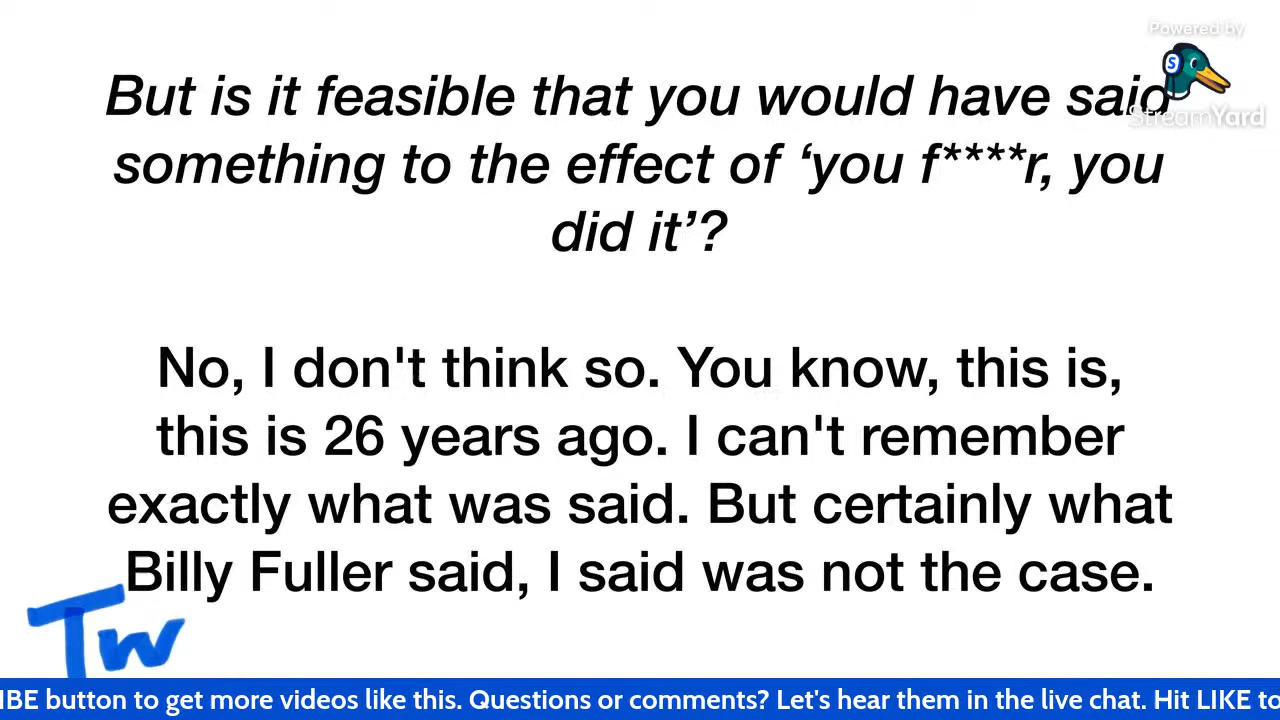 Powered by
But is it feasible that you would have said
S
StreamYard
something to the effect of ‘you f****r, you
did it’?
No, I don't think so. You know, this is,
this is 26 years ago. I can't remember
exactly what was said. But certainly what
Billy Fuller said, I said was not the case.
Tw
IBE button to get more videos like this. Questions or comments? Let's hear them in the live chat. Hit LIKE to